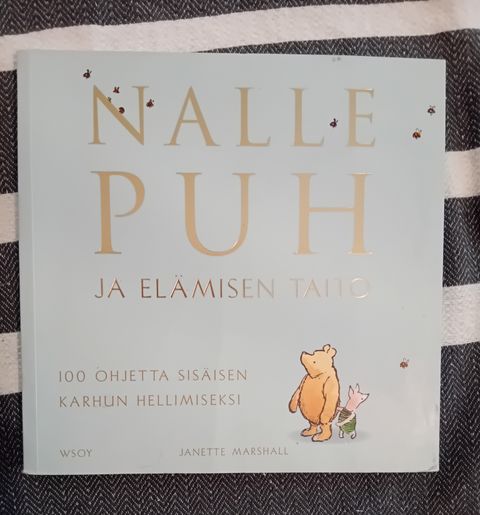 NALLE
PUH
JA ELÄMISEN TAITO
100 OHJETTA SISÄISEN
KARHUN HELLIMISEKSI
WSOY JANETTE MARSHALL